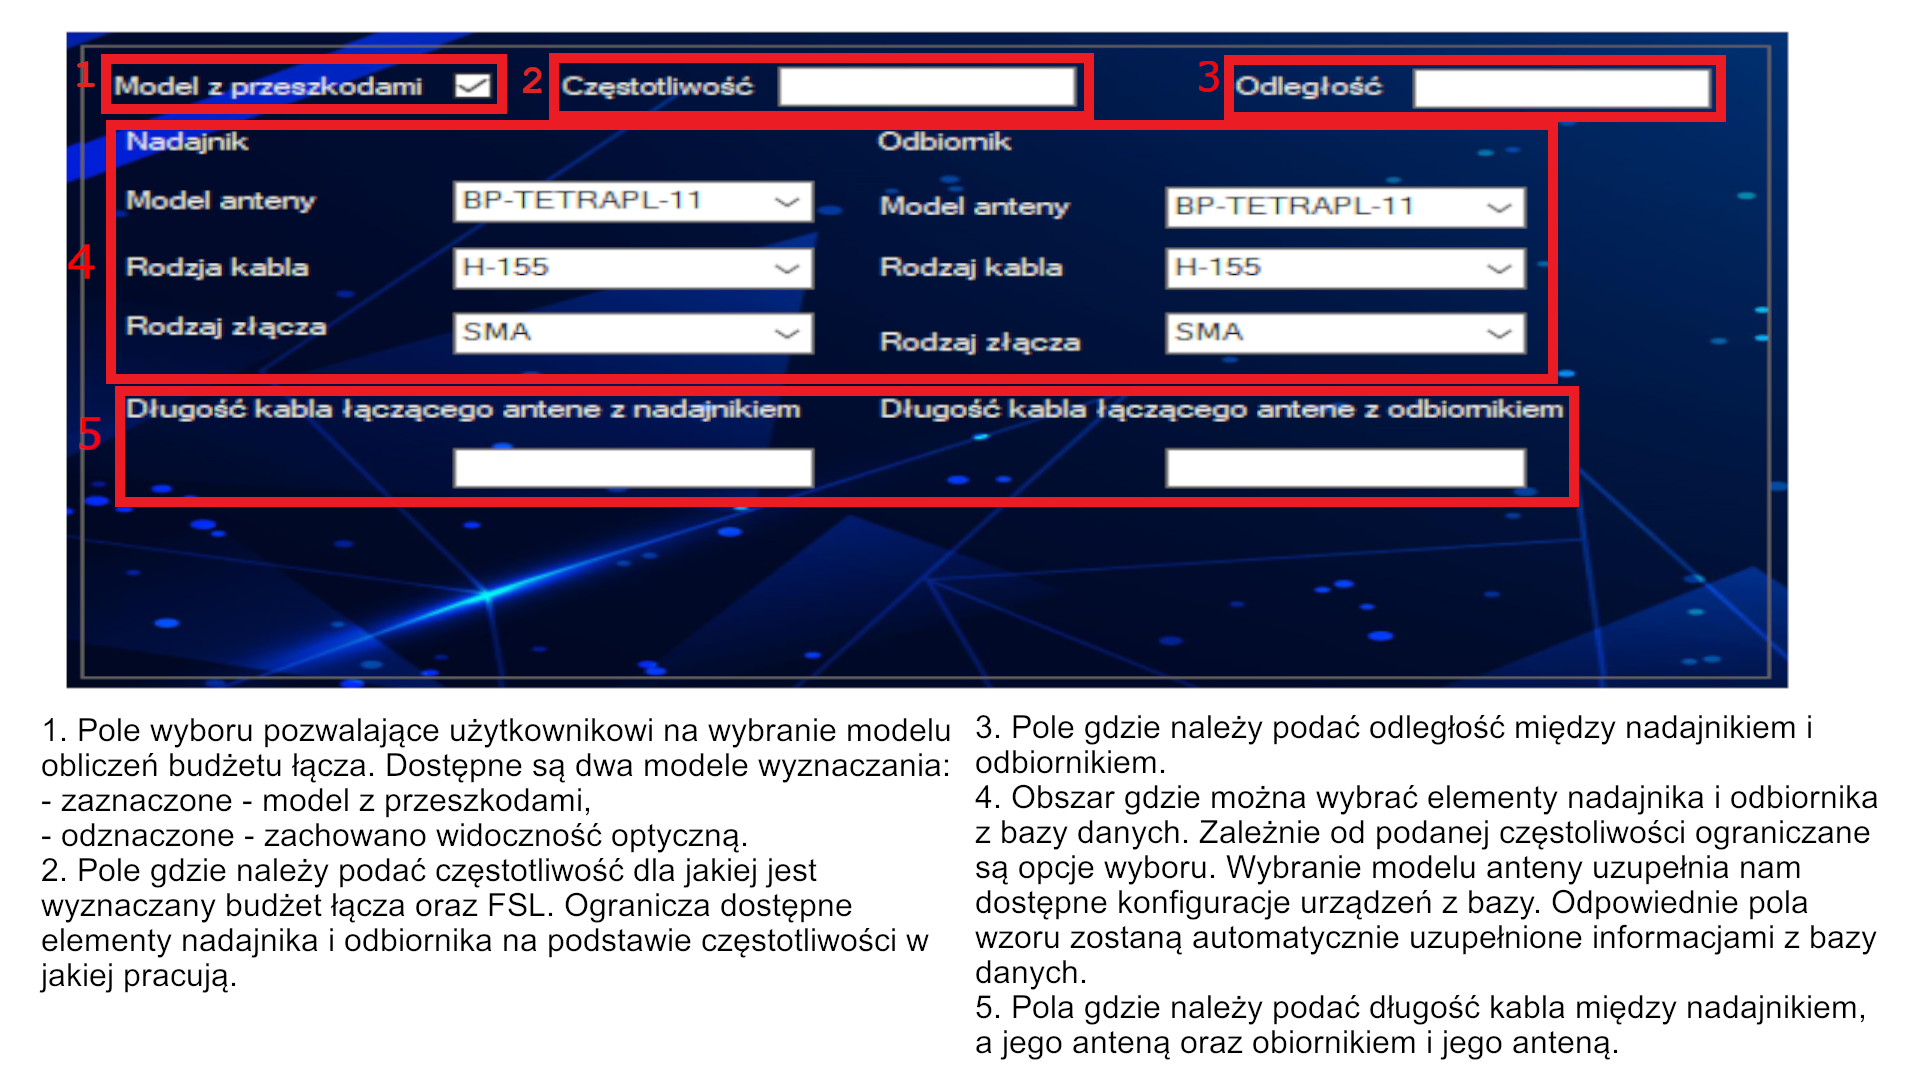 1 Model z przeszkodami 2 Częstotliwość 3 Odległość
Nadajnik Odbiornik
Model anteny BP-TETRAPL-11 Model anteny BP-TETRAPL-11
4 Rodzja kabla H-155 Rodzaj kabla H-155
Rodzaj złącza SMA Rodzaj złącza SMA
5 Długość kabla łączącego antene z nadajnikiem Długość kabla łączącego antene z odbiornikiem
1. Pole wyboru pozwalające użytkownikowi na wybranie modelu
obliczeń budżetu łącza. Dostępne są dwa modele wyznaczania:
- zaznaczone - model z przeszkodami,
- odznaczone - zachowano widoczność optyczną.
2. Pole gdzie należy podać częstotliwość dla jakiej jest
wyznaczany budżet łącza oraz FSL. Ogranicza dostępne
elementy nadajnika i odbiornika na podstawie częstotliwości w
jakiej pracują.
3. Pole gdzie należy podać odległość między nadajnikiem i
odbiornikiem.
4. Obszar gdzie można wybrać elementy nadajnika i odbiornika
z bazy danych. Zależnie od podanej częstoliwości ograniczane
są opcje wyboru. Wybranie modelu anteny uzupełnia nam
dostępne konfiguracje urządzeń z bazy. Odpowiednie pola
wzoru zostaną automatycznie uzupełnione informacjami z bazy
danych.
5. Pola gdzie należy podać długość kabla między nadajnikiem,
a jego anteną oraz obiornikiem i jego anteną.